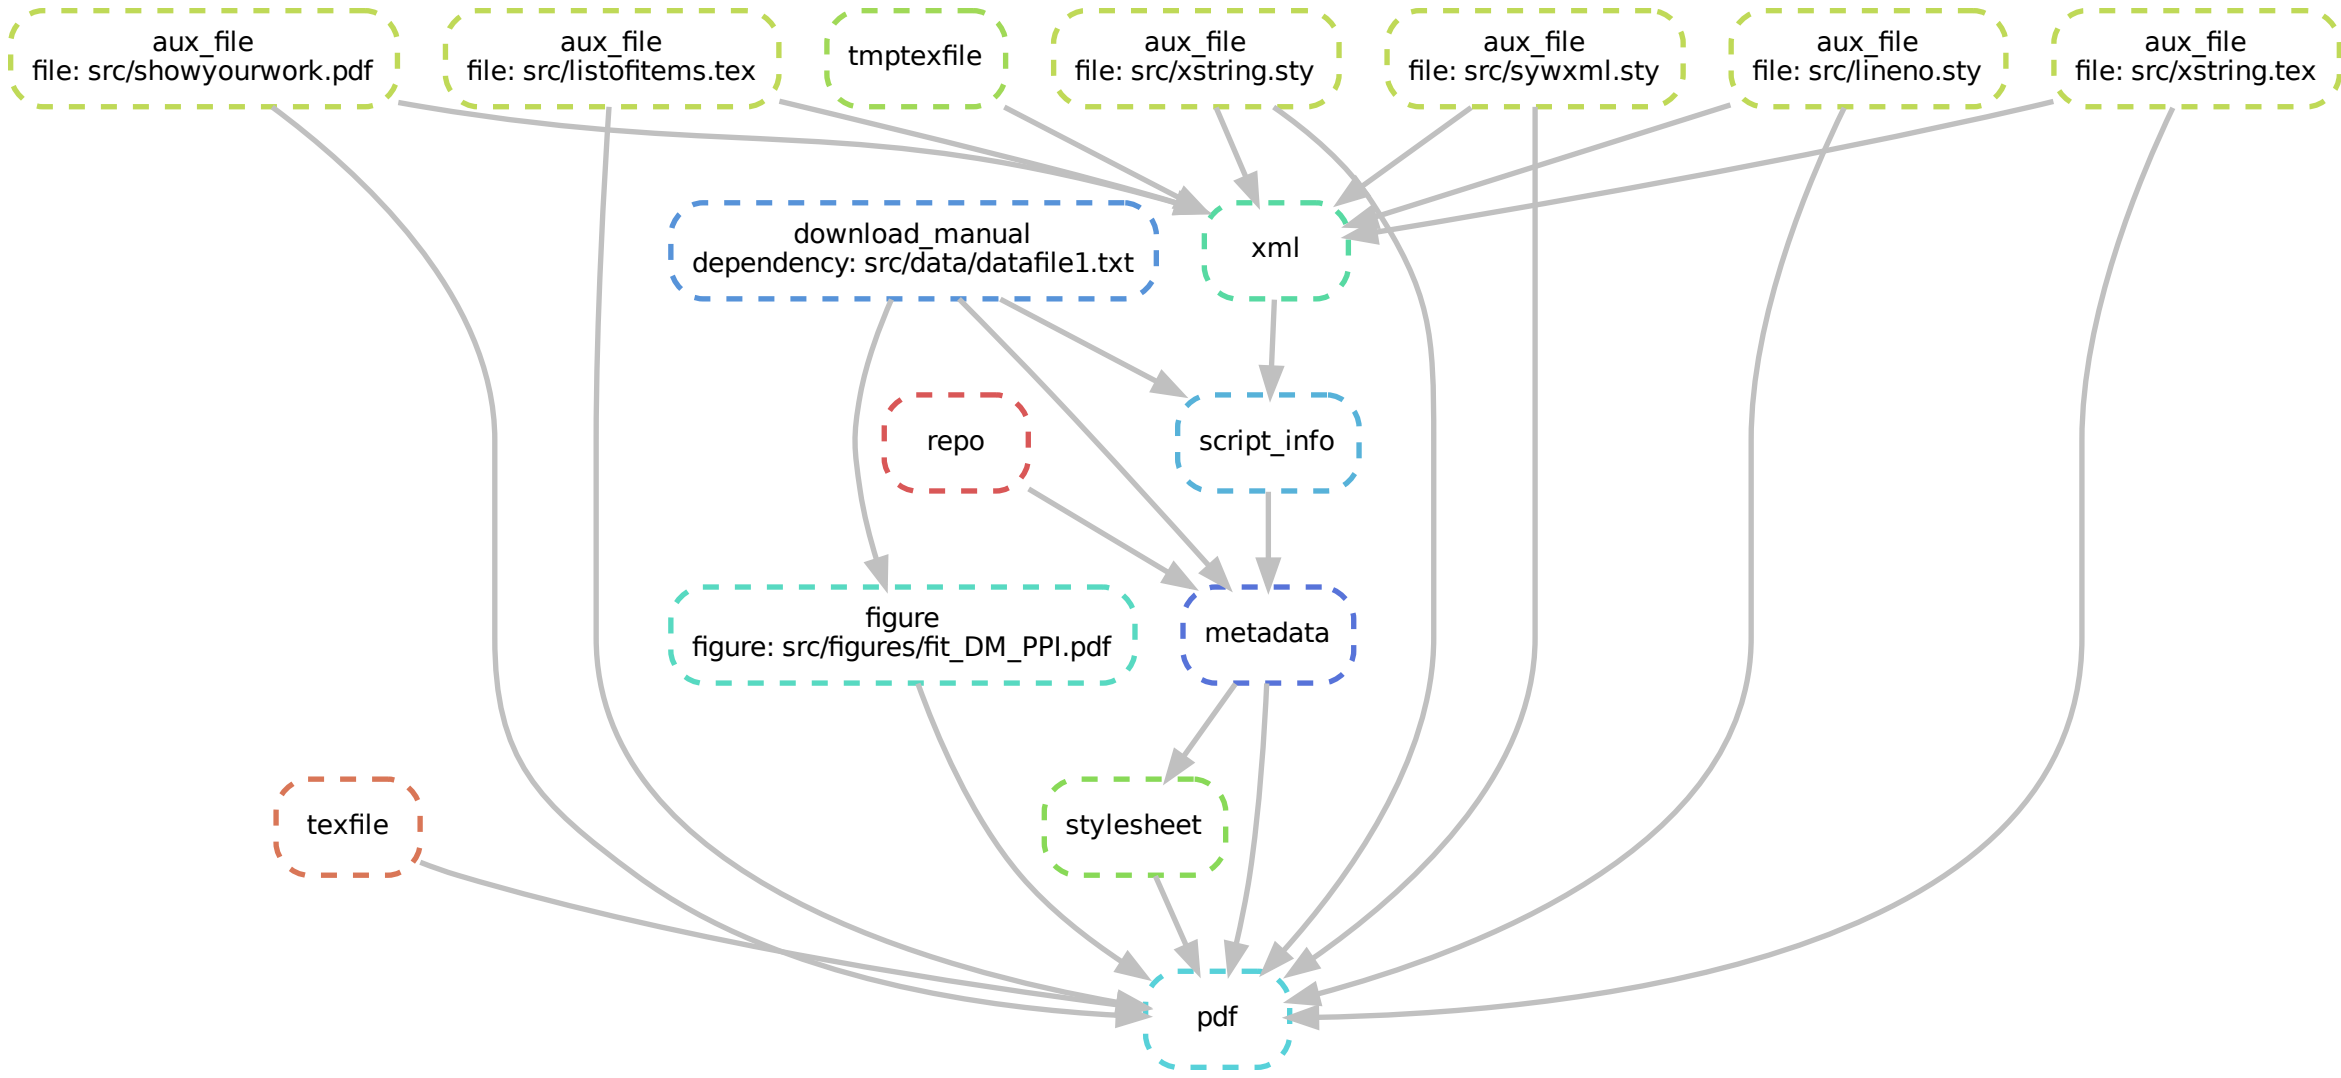 aux_file
file: src/showyourwork.pdf
aux_file
file: src/listofitems.tex
tmptexfile
aux_file
file: src/xstring.sty
aux_file
file: src/sywxml.sty
aux_file
file: src/lineno.sty
aux_file
file: src/xstring.tex
download_manual
dependency: src/data/datafile1.txt
xml
repo
script_info
figure
figure: src/figures/fit_DM_PPI.pdf
metadata
texfile
stylesheet
pdf